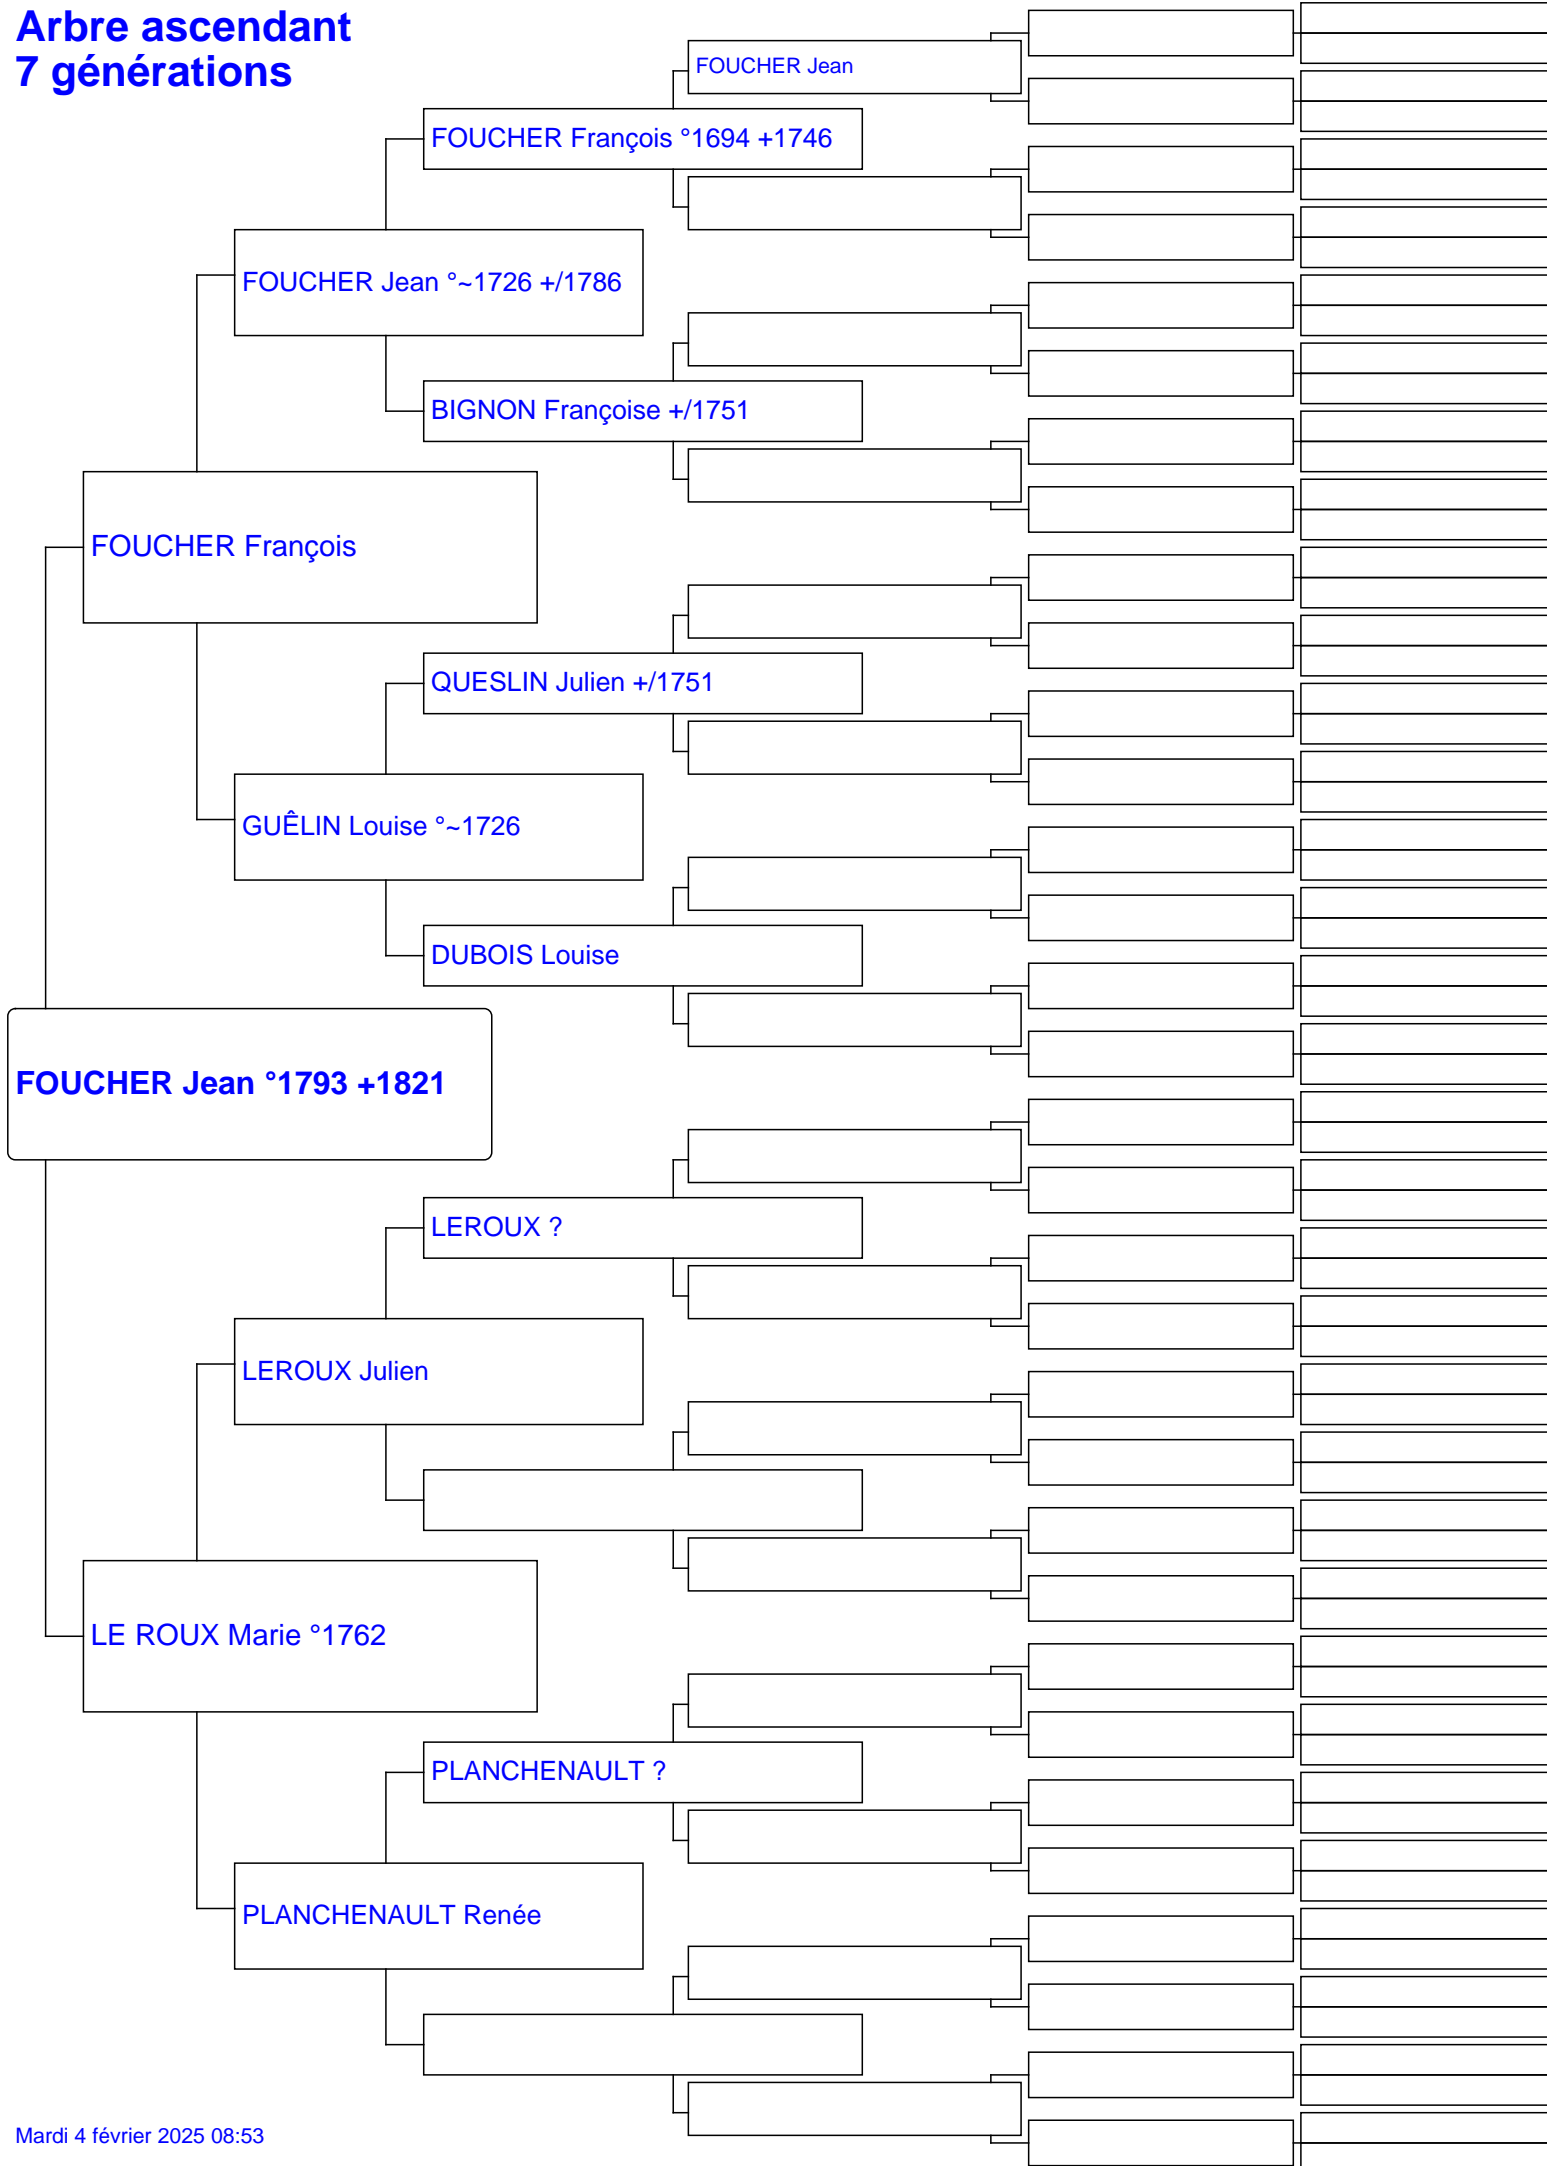 Arbre ascendant
7 générations
FOUCHER Jean
FOUCHER François °1694 +1746
FOUCHER Jean °~1726 +/1786
BIGNON Françoise +/1751
FOUCHER François
QUESLIN Julien +/1751
GUÊLIN Louise °~1726
DUBOIS Louise
FOUCHER Jean °1793 +1821
LEROUX ?
LEROUX Julien
LE ROUX Marie °1762
PLANCHENAULT ?
PLANCHENAULT Renée
Mardi 4 février 2025 08:53